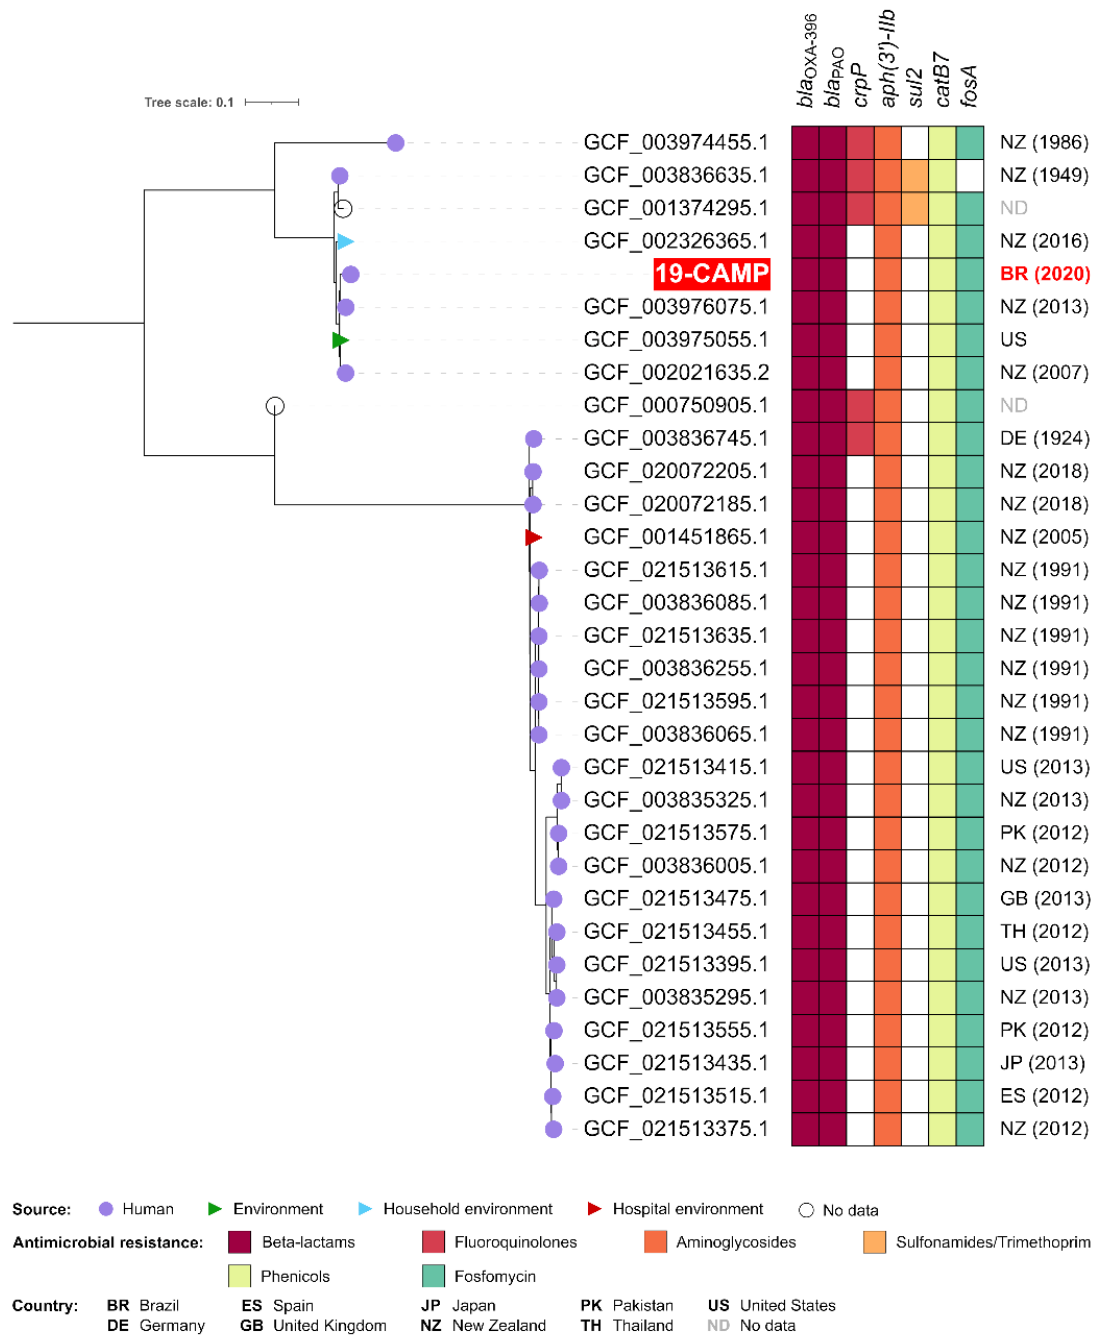 blaOXA-396 blaPAO crpP aph(3')-IIb sul2 catB7 fosA
Tree scale: 0.1
GCF_003974455.1 NZ (1986)
GCF_003836635.1 NZ (1949)
GCF_001374295.1 ND
GCF_002326365.1 NZ (2016)
19-CAMP BR (2020)
GCF_003976075.1 NZ (2013)
GCF_003975055.1 US
GCF_002021635.2 NZ (2007)
GCF_000750905.1 ND
GCF_003836745.1 DE (1924)
GCF_020072205.1 NZ (2018)
GCF_020072185.1 NZ (2018)
GCF_001451865.1 NZ (2005)
GCF_021513615.1 NZ (1991)
GCF_003836085.1 NZ (1991)
GCF_021513635.1 NZ (1991)
GCF_003836255.1 NZ (1991)
GCF_021513595.1 NZ (1991)
GCF_003836065.1 NZ (1991)
GCF_021513415.1 US (2013)
GCF_003835325.1 NZ (2013)
GCF_021513575.1 PK (2012)
GCF_003836005.1 NZ (2012)
GCF_021513475.1 GB (2013)
GCF_021513455.1 TH (2012)
GCF_021513395.1 US (2013)
GCF_003835295.1 NZ (2013)
GCF_021513555.1 PK (2012)
GCF_021513435.1 JP (2013)
GCF_021513515.1 ES (2012)
GCF_021513375.1 NZ (2012)
Source: Human Environment Household environment Hospital environment No data
Antimicrobial resistance: Beta-lactams Fluoroquinolones Aminoglycosides Sulfonamides/Trimethoprim
Phenicols Fosfomycin
Country: BR Brazil ES Spain JP Japan PK Pakistan US United States
DE Germany GB United Kingdom NZ New Zealand TH Thailand ND No data